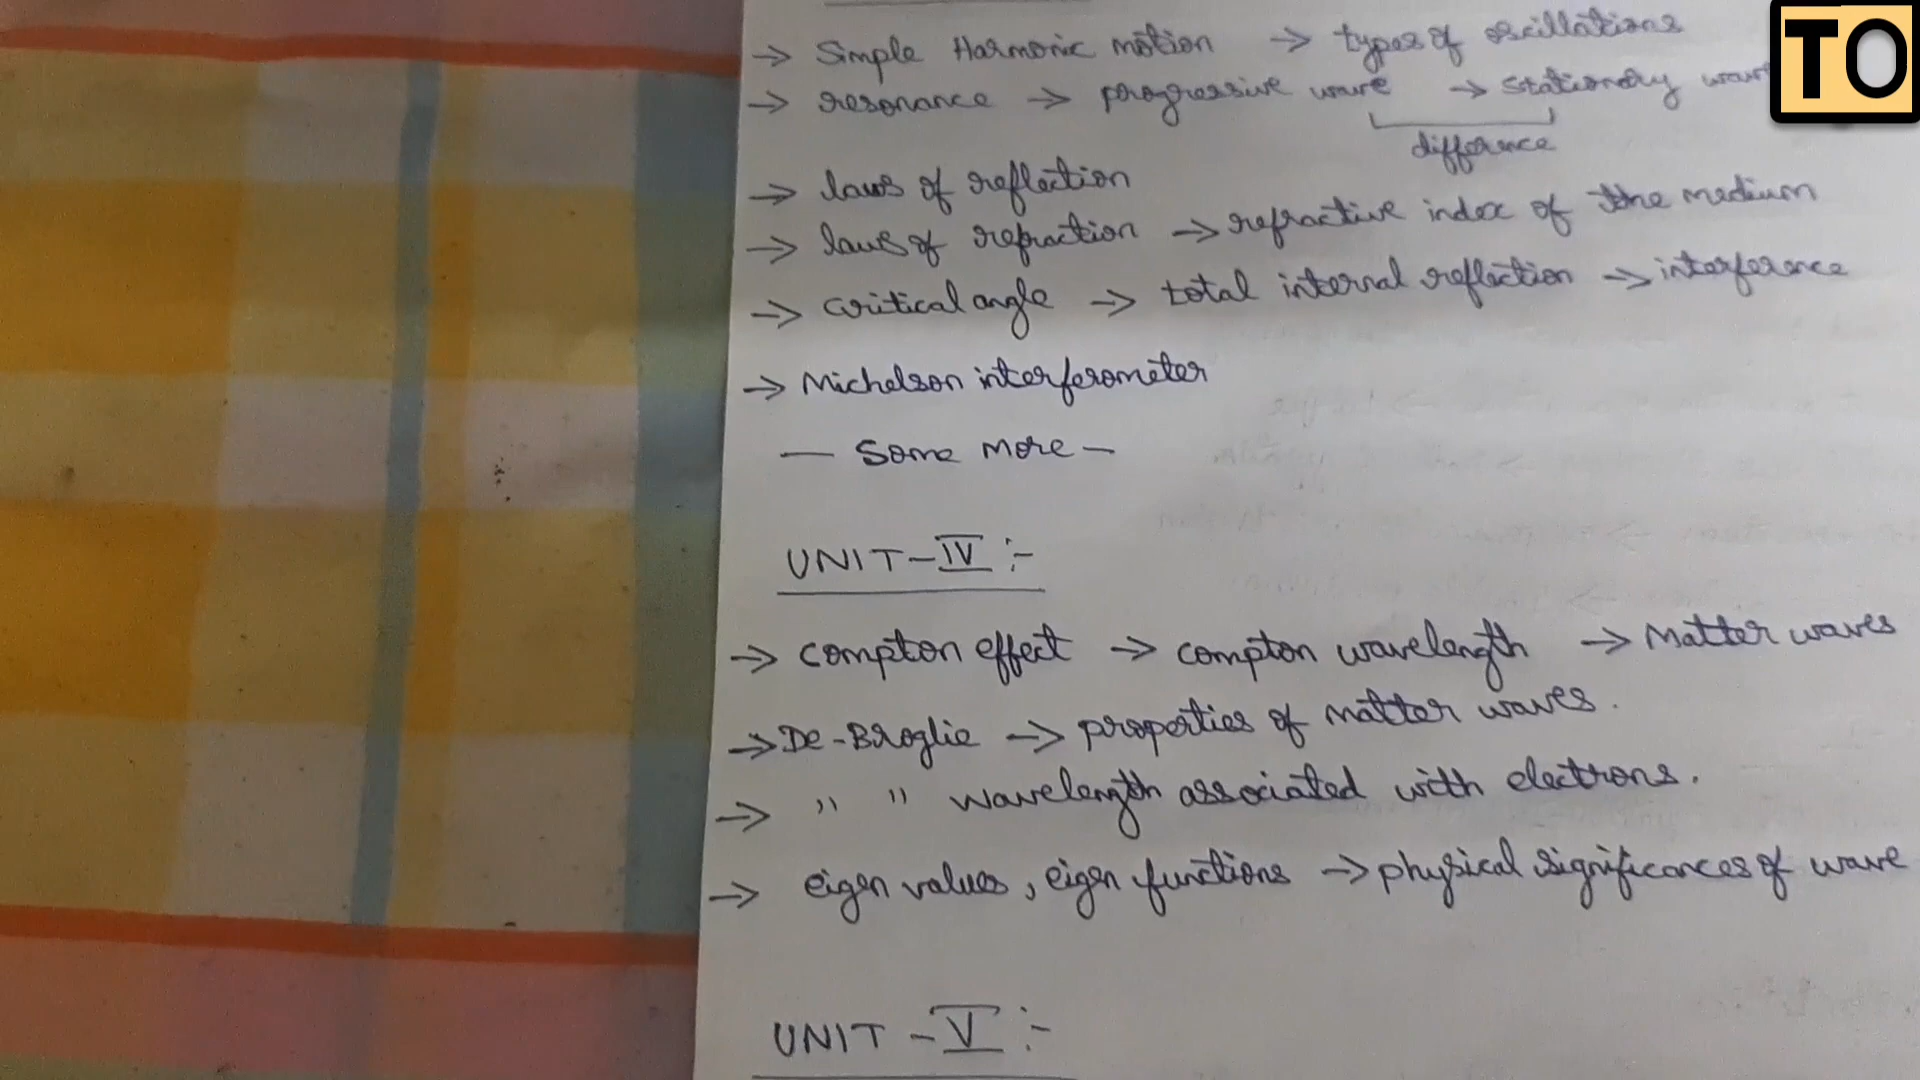 → Simple Harmonic motion → types of oscillations
→ resonance → progressive wave → stationary wave
difference
→ laws of reflection
→ laws of refraction → refractive index of the medium
→ critical angle → total internal reflection → interference
→ Michelson interferometer
— Some more —
UNIT-IV :-
→ compton effect → compton wavelength → Matter waves
→ De-Broglie → properties of matter waves.
→ " " wavelength associated with electrons.
→ eigen values, eigen functions → physical significances of wave
UNIT-V :-
TO